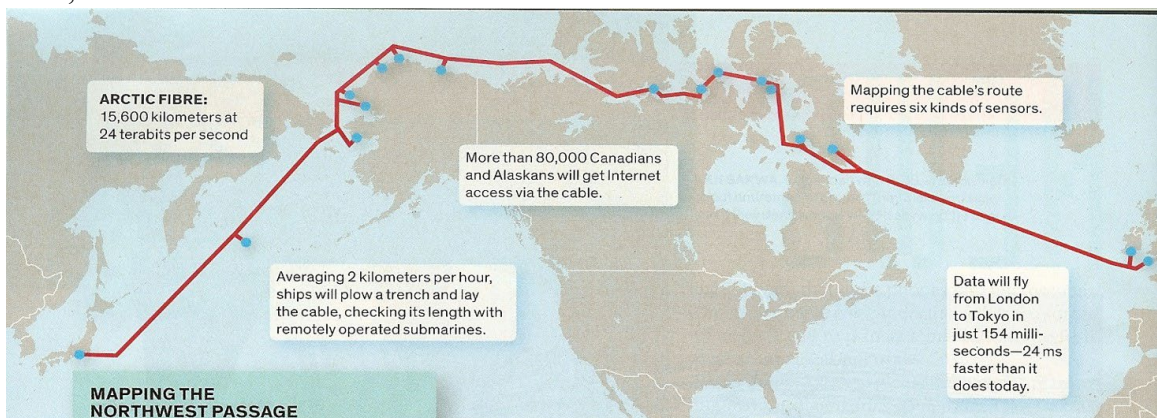 ARCTIC FIBRE:
15,600 kilometers at
24 terabits per second
Mapping the cable's route
requires six kinds of sensors.
More than 80,000 Canadians
and Alaskans will get Internet
access via the cable.
Averaging 2 kilometers per hour,
ships will plow a trench and lay
the cable, checking its length with
remotely operated submarines.
Data will fly
from London
to Tokyo in
just 154 milli-
seconds—24 ms
faster than it
does today.
MAPPING THE
NORTHWEST PASSAGE